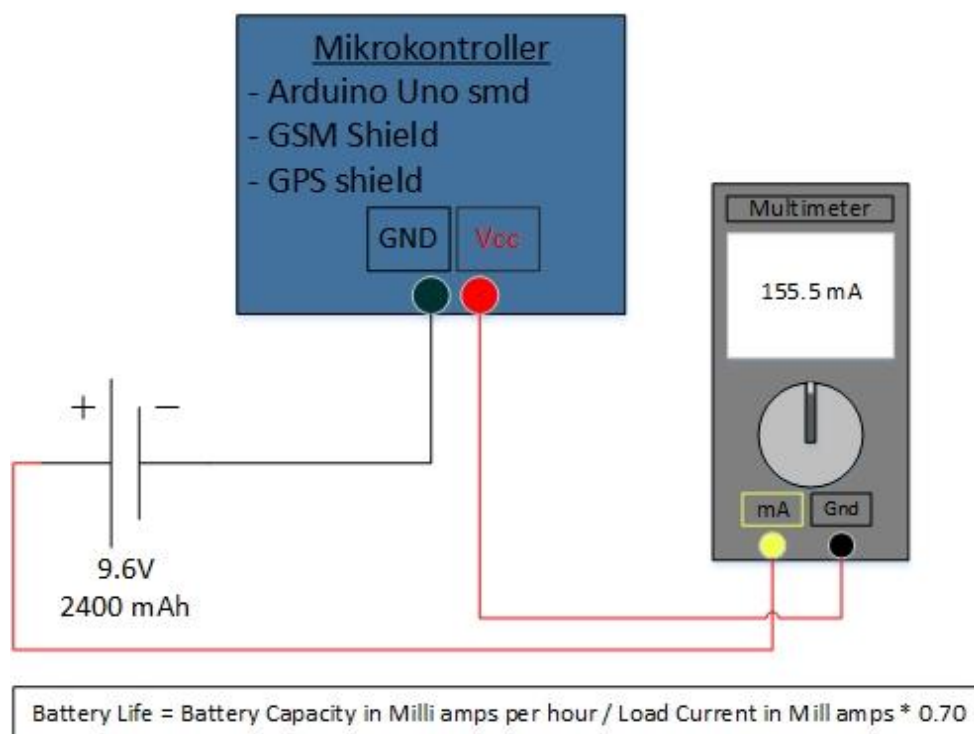 Mikrokontroller
- Arduino Uno smd
- GSM Shield
- GPS shield
GND Vcc
Multimeter
155.5 mA
mA Gnd
+ −
9.6V
2400 mAh
Battery Life = Battery Capacity in Milli amps per hour / Load Current in Mill amps * 0.70